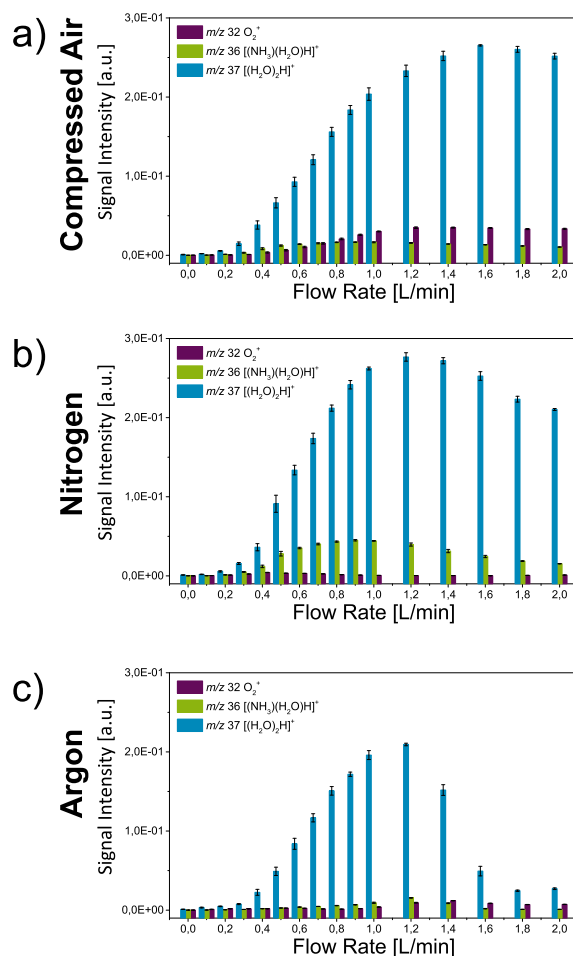 a)
Compressed Air
Signal Intensity [a.u.]
3,0E-01
2,0E-01
1,0E-01
0,0E+00
m/z 32 O₂⁺
m/z 36 [(NH₃)(H₂O)H]⁺
m/z 37 [(H₂O)₂H]⁺
0,0 0,2 0,4 0,6 0,8 1,0 1,2 1,4 1,6 1,8 2,0
Flow Rate [L/min]
b)
Nitrogen
Signal Intensity [a.u.]
3,0E-01
2,0E-01
1,0E-01
0,0E+00
m/z 32 O₂⁺
m/z 36 [(NH₃)(H₂O)H]⁺
m/z 37 [(H₂O)₂H]⁺
0,0 0,2 0,4 0,6 0,8 1,0 1,2 1,4 1,6 1,8 2,0
Flow Rate [L/min]
c)
Argon
Signal Intensity [a.u.]
3,0E-01
2,0E-01
1,0E-01
0,0E+00
m/z 32 O₂⁺
m/z 36 [(NH₃)(H₂O)H]⁺
m/z 37 [(H₂O)₂H]⁺
0,0 0,2 0,4 0,6 0,8 1,0 1,2 1,4 1,6 1,8 2,0
Flow Rate [L/min]